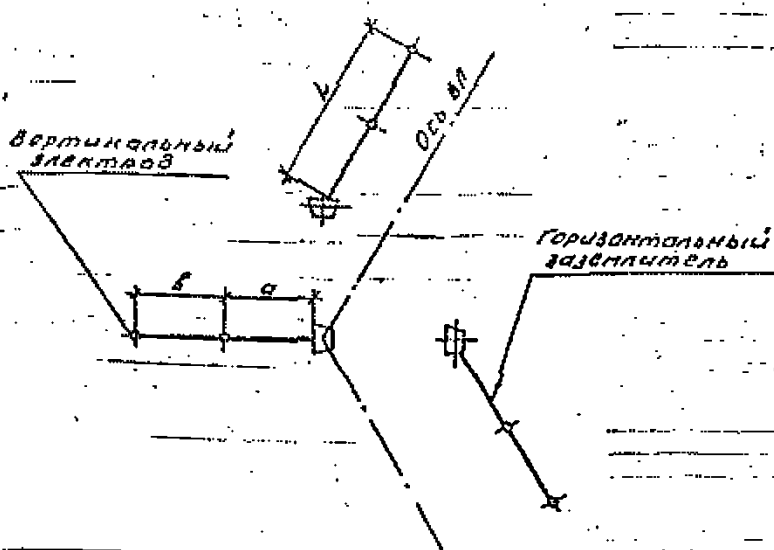 Вертикальный
электрод
Ось ВЛ
L
Горизонтальный
заземлитель
в
а